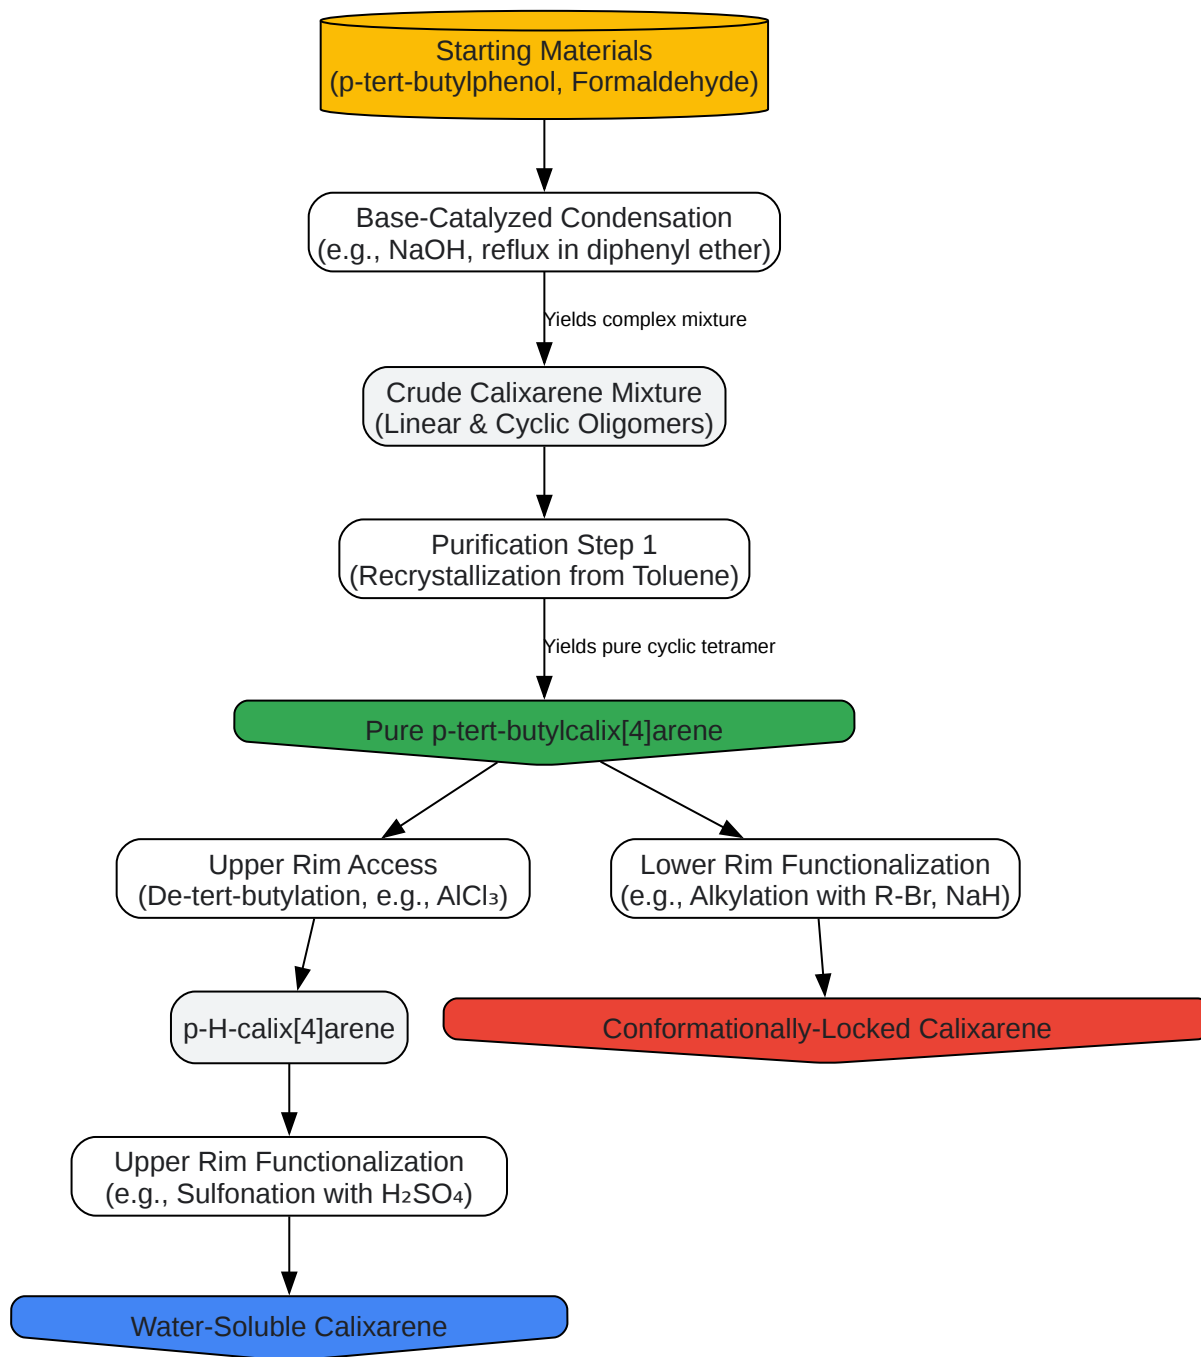 Starting Materials
(p-tert-butylphenol, Formaldehyde)
Base-Catalyzed Condensation
(e.g., NaOH, reflux in diphenyl ether)
Yields complex mixture
Crude Calixarene Mixture
(Linear & Cyclic Oligomers)
Purification Step 1
(Recrystallization from Toluene)
Yields pure cyclic tetramer
Pure p-tert-butylcalix[4]arene
Upper Rim Access
(De-tert-butylation, e.g., AlCl₃)
Lower Rim Functionalization
(e.g., Alkylation with R-Br, NaH)
p-H-calix[4]arene
Conformationally-Locked Calixarene
Upper Rim Functionalization
(e.g., Sulfonation with H₂SO₄)
Water-Soluble Calixarene